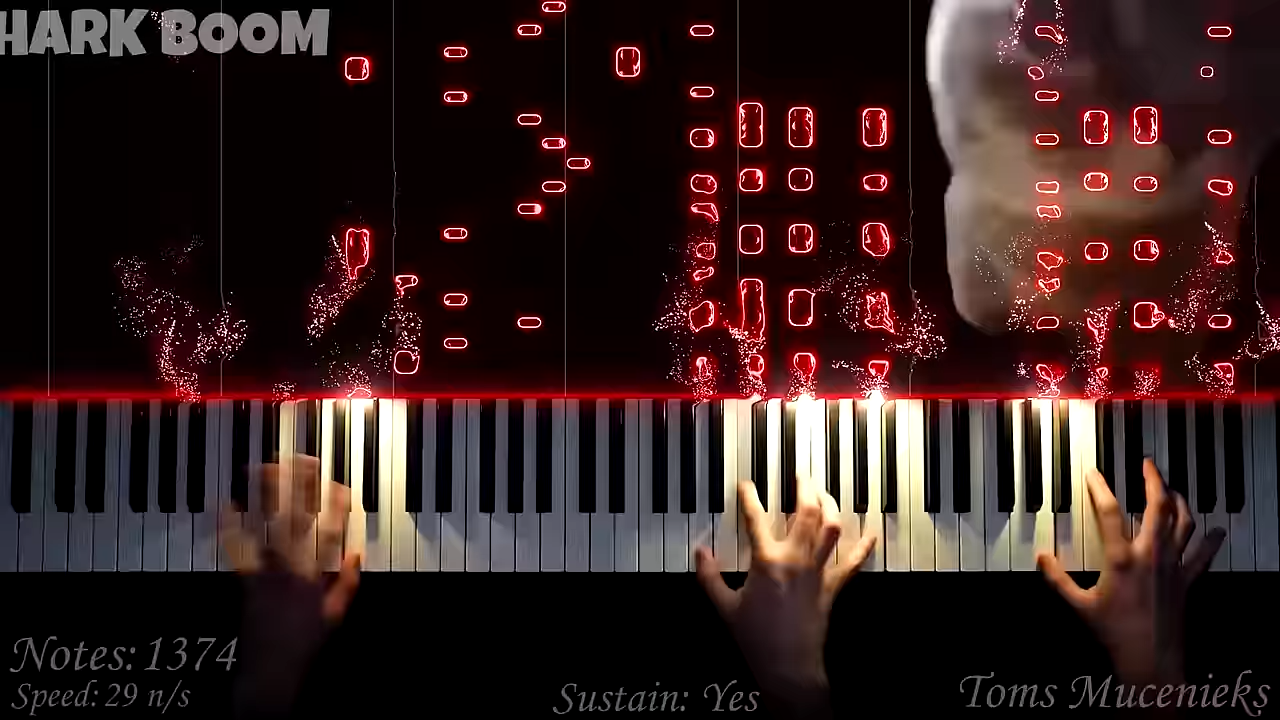 HARK BOOM
Notes: 1374
Speed: 29 n/s
Sustain: Yes
Toms Mucenieks